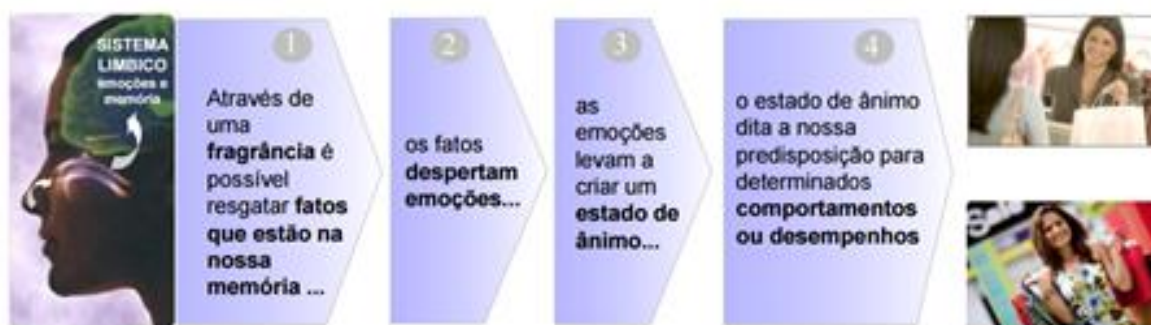 SISTEMA
LIMBICO
emoções e
memória
1
Através de
uma
fragrância é
possível
resgatar fatos
que estão na
nossa
memória ...
2
os fatos
despertam
emoções...
3
as
emoções
levam a
criar um
estado de
ânimo...
4
o estado de ânimo
dita a nossa
predisposição para
determinados
comportamentos
ou desempenhos